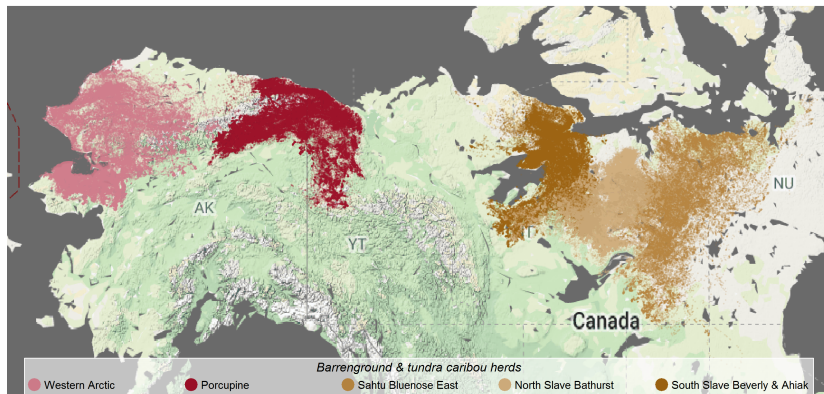 NU
AK
YT
Canada
Barrenground & tundra caribou herds
Western Arctic
Porcupine
Sahtu Bluenose East
North Slave Bathurst
South Slave Beverly & Ahiak